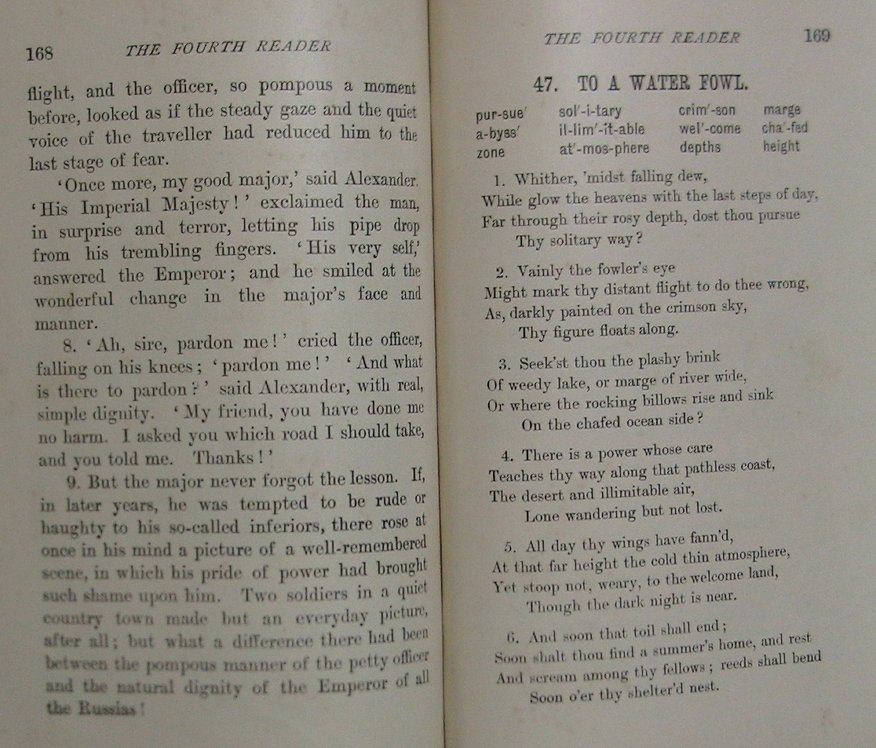 168 THE FOURTH READER
flight, and the officer, so pompous a moment
before, looked as if the steady gaze and the quiet
voice of the traveller had reduced him to the
last stage of fear.
‘Once more, my good major,’ said Alexander.
‘His Imperial Majesty!’ exclaimed the man,
in surprise and terror, letting his pipe drop
from his trembling fingers. ‘His very self,’
answered the Emperor; and he smiled at the
wonderful change in the major’s face and
manner.
8. ‘Ah, sire, pardon me!’ cried the officer,
falling on his knees; ‘pardon me!’ ‘And what
is there to pardon?’ said Alexander, with real,
simple dignity. ‘My friend, you have done me
no harm. I asked you which road I should take,
and you told me. Thanks!’
9. But the major never forgot the lesson. If,
in later years, he was tempted to be rude or
haughty to his so-called inferiors, there rose at
once in his mind a picture of a well-remembered
scene, in which his pride of power had brought
such shame upon him. Two soldiers in a quiet
country town made but an everyday picture,
after all; but what a difference there had been
between the pompous manner of the petty officer
and the natural dignity of the Emperor of all
the Russias!
THE FOURTH READER 169
47. TO A WATER FOWL.
pur-sue′ sol′-i-tary crim′-son marge
a-byss′ il-lim′-it-able wel′-come cha′-fed
zone at′-mos-phere depths height
1. Whither, ’midst falling dew,
While glow the heavens with the last steps of day,
Far through their rosy depth, dost thou pursue
Thy solitary way?
2. Vainly the fowler’s eye
Might mark thy distant flight to do thee wrong,
As, darkly painted on the crimson sky,
Thy figure floats along.
3. Seek’st thou the plashy brink
Of weedy lake, or marge of river wide,
Or where the rocking billows rise and sink
On the chafed ocean side?
4. There is a power whose care
Teaches thy way along that pathless coast,
The desert and illimitable air,
Lone wandering but not lost.
5. All day thy wings have fann’d,
At that far height the cold thin atmosphere,
Yet stoop not, weary, to the welcome land,
Though the dark night is near.
6. And soon that toil shall end;
Soon shalt thou find a summer’s home, and rest
And scream among thy fellows; reeds shall bend
Soon o’er thy shelter’d nest.